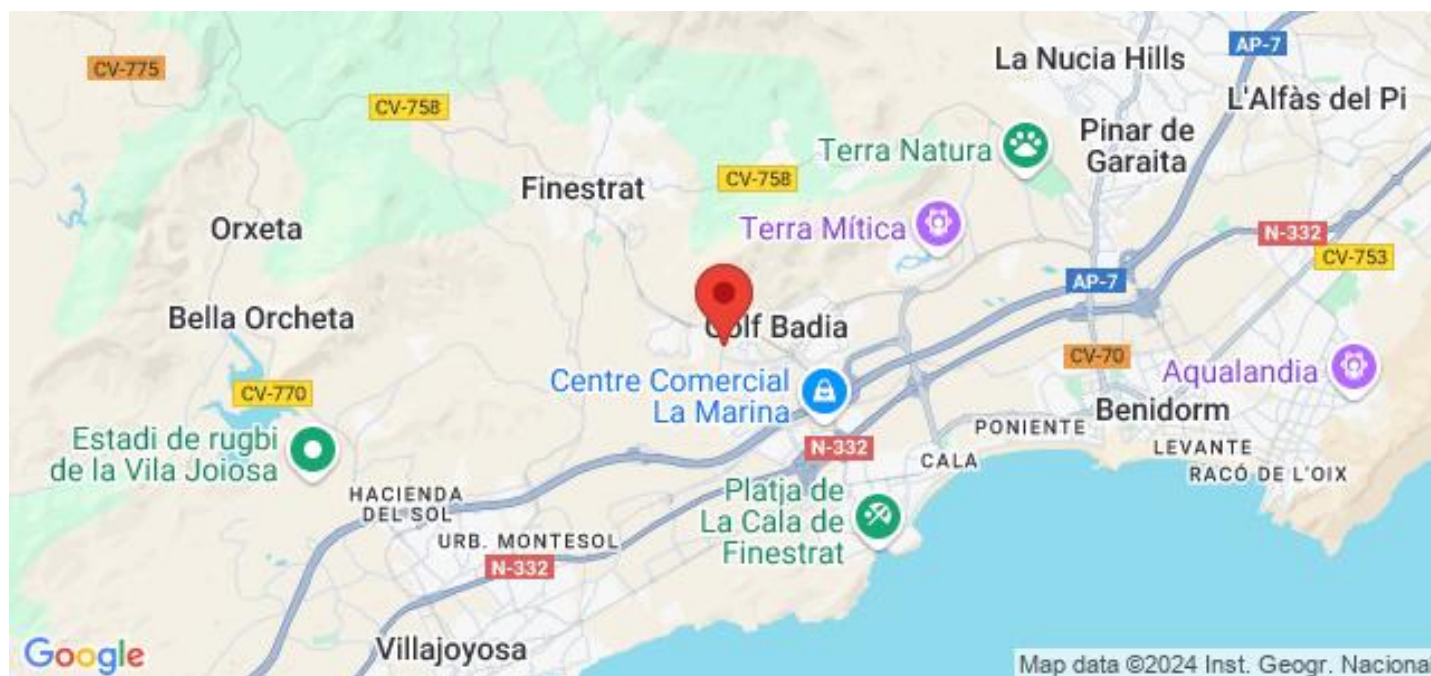 CV-775
CV-758
AP-7
La Nucia Hills
L'Alfàs del Pi
Pinar de
Garaita
Terra Natura
CV-758
Finestrat
Orxeta
Terra Mítica
N-332
CV-753
AP-7
Bella Orcheta
Golf Badia
CV-70
Aqualandia
Centre Comercial
La Marina
CV-770
Benidorm
PONIENTE
LEVANTE
RACÓ DE L'OIX
Estadi de rugbi
de la Vila Joiosa
N-332
CALA
HACIENDA
DEL SOL
Platja de
La Cala de
Finestrat
URB. MONTESOL
N-332
Villajoyosa
Google
Map data ©2024 Inst. Geogr. Nacional